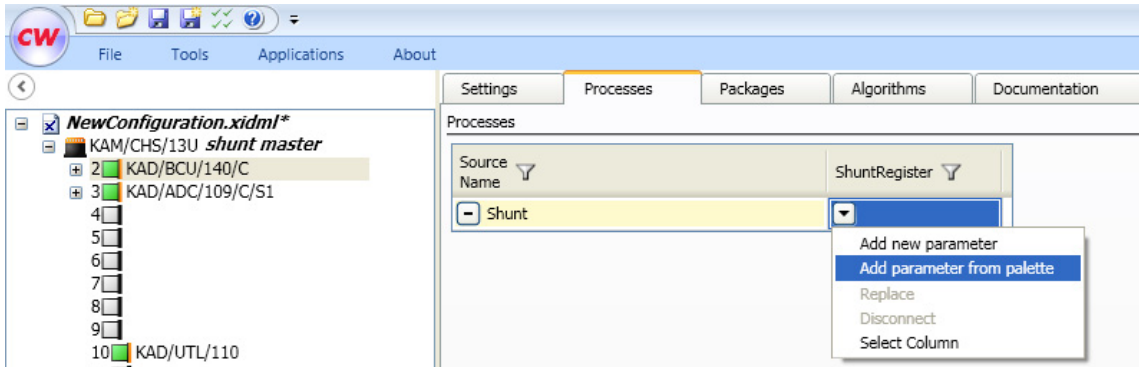 CW
File Tools Applications About
Settings Processes Packages Algorithms Documentation
NewConfiguration.xidml*
KAM/CHS/13U shunt master
2 KAD/BCU/140/C
3 KAD/ADC/109/C/S1
4
5
6
7
8
9
10 KAD/UTL/110
Processes
Source
Name
ShuntRegister
Shunt
Add new parameter
Add parameter from palette
Replace
Disconnect
Select Column